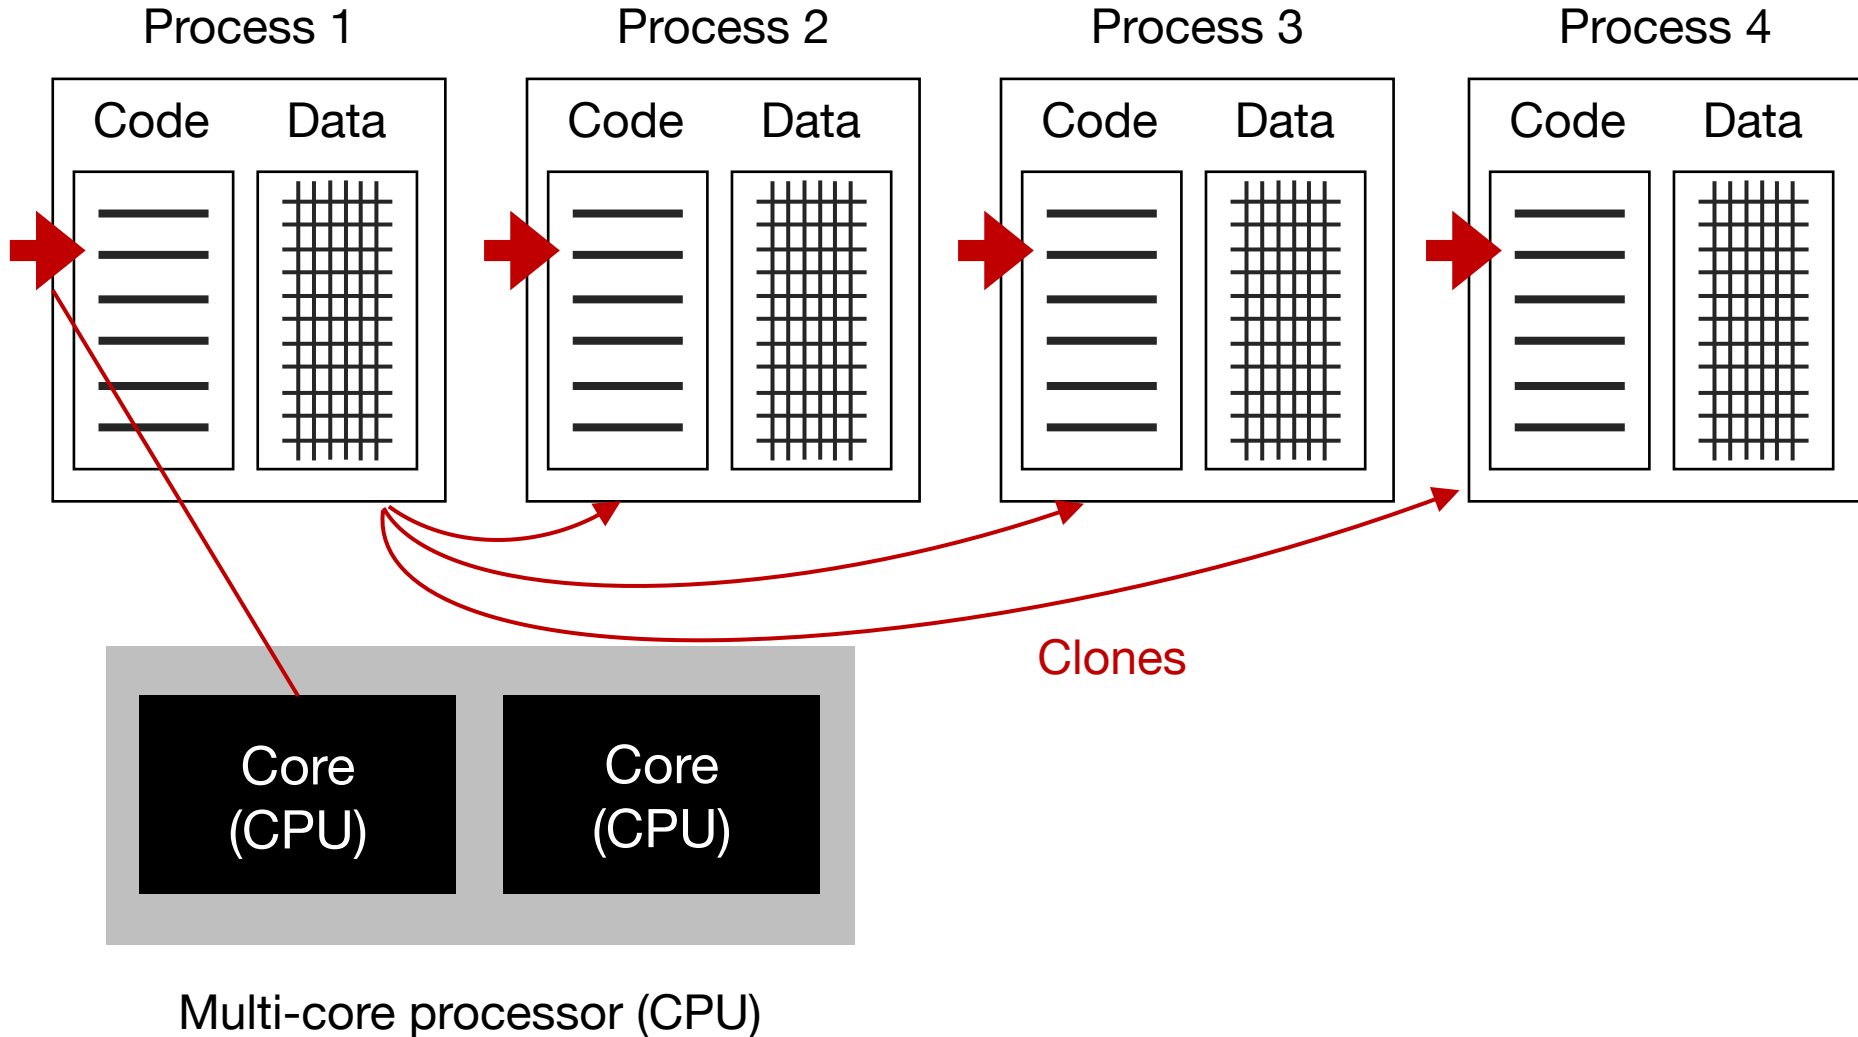 Process 1
Process 2
Process 3
Process 4
Code
Data
Code
Data
Code
Data
Code
Data
Clones
Core
(CPU)
Core
(CPU)
Multi-core processor (CPU)